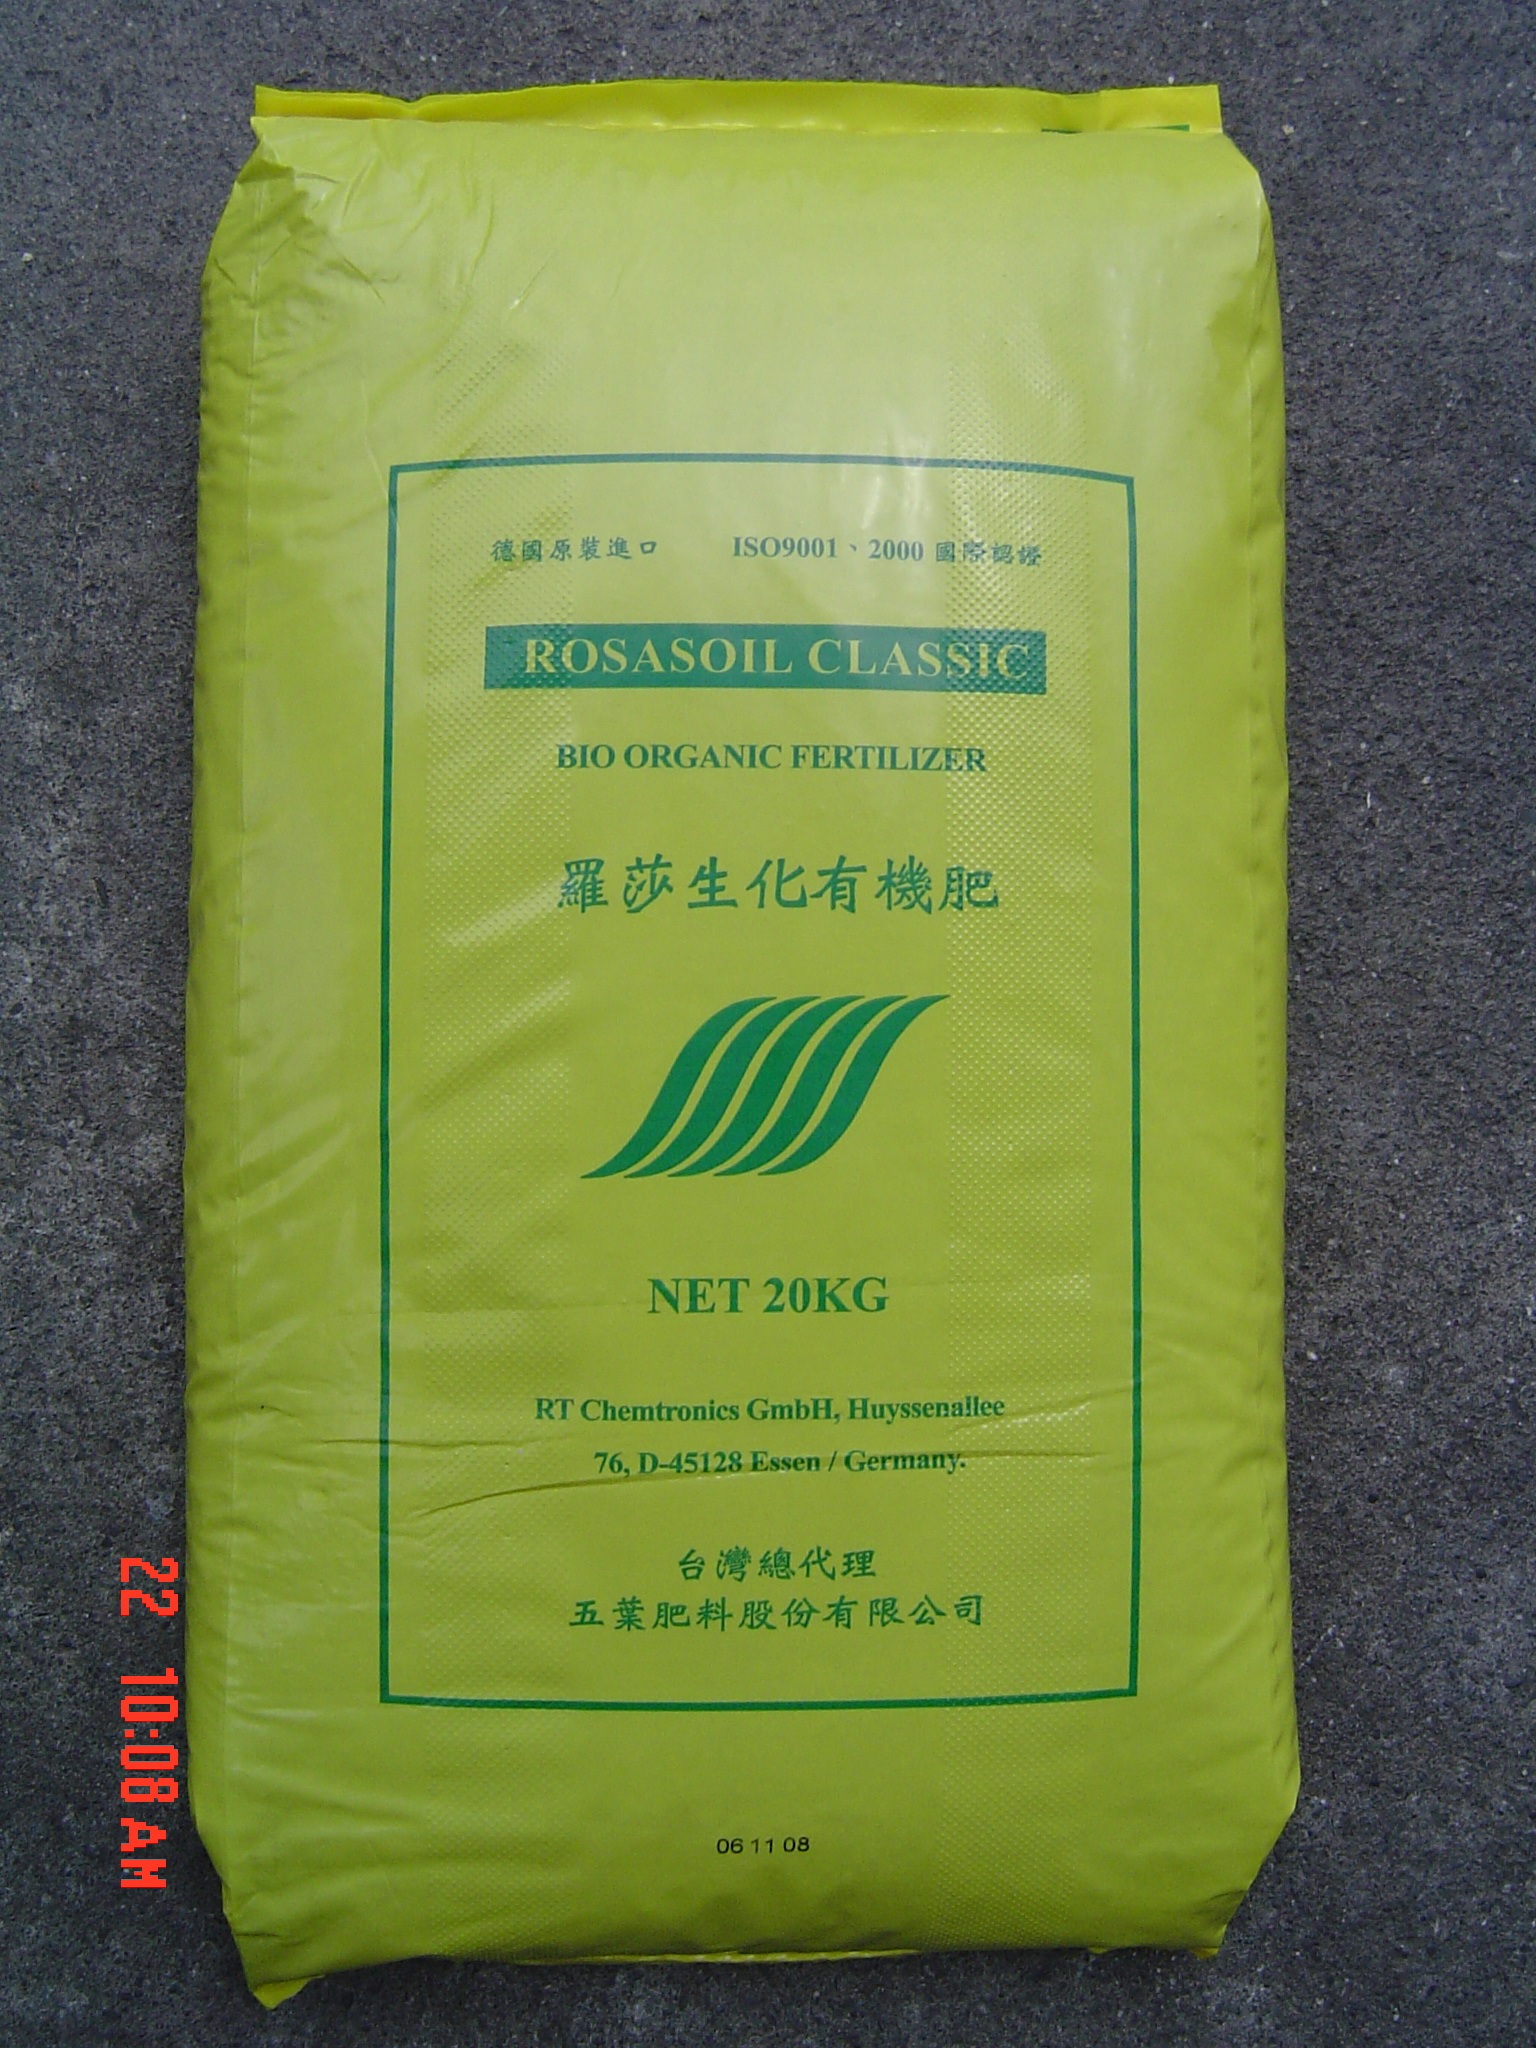 德國原裝進口 ISO9001、2000 國際認證
ROSASOIL CLASSIC
BIO ORGANIC FERTILIZER
羅莎生化有機肥
NET 20KG
RT Chemtronics GmbH, Huyssenallee
76, D-45128 Essen / Germany.
台灣總代理
五葉肥料股份有限公司
06 11 08
22 10:08 AM